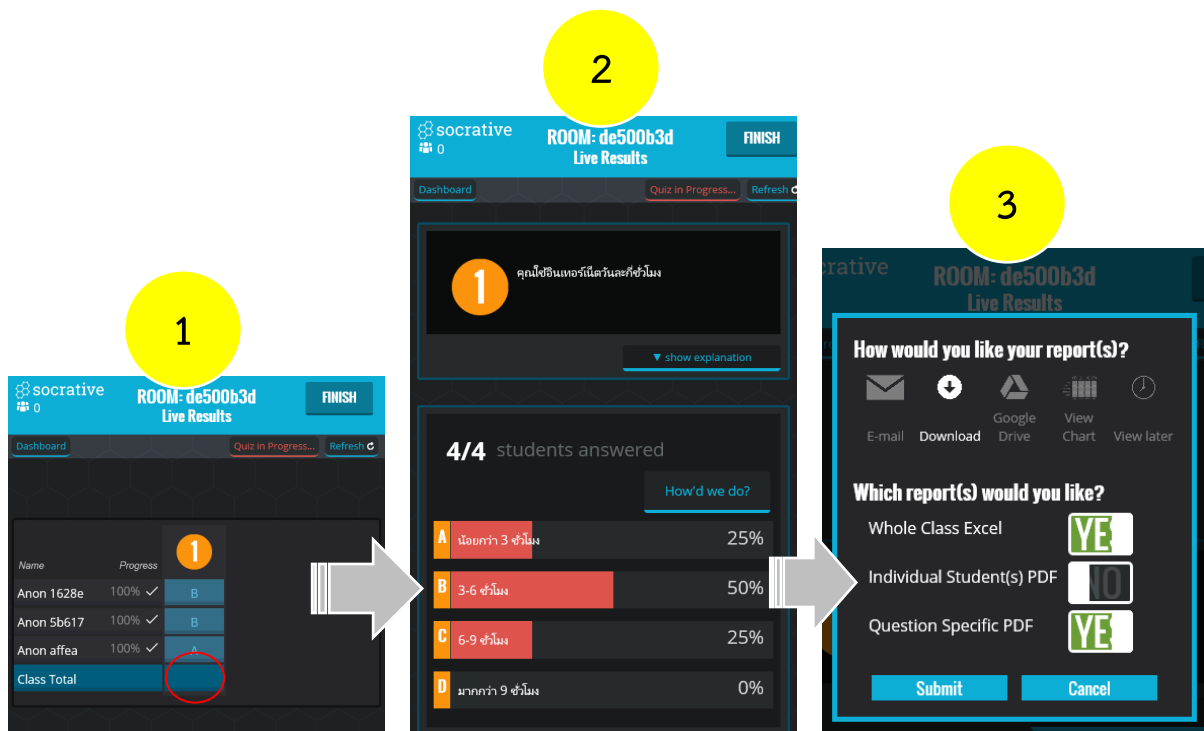 1
socrative
0
ROOM: de500b3d
Live Results
FINISH
Dashboard
Quiz in Progress...
Refresh
1
Name
Progress
Anon 1628e
100%
B
Anon 5b617
100%
B
Anon affea
100%
A
Class Total
2
socrative
0
ROOM: de500b3d
Live Results
FINISH
Dashboard
Quiz in Progress...
Refresh
1
คุณใช้อินเทอร์เน็ตวันละกี่ชั่วโมง
▼ show explanation
4/4 students answered
How'd we do?
A น้อยกว่า 3 ชั่วโมง 25%
B 3-6 ชั่วโมง 50%
C 6-9 ชั่วโมง 25%
D มากกว่า 9 ชั่วโมง 0%
3
crative
ROOM: de500b3d
Live Results
How would you like your report(s)?
E-mail
Download
Google
Drive
View
Chart
View later
Which report(s) would you like?
Whole Class Excel
YE
Individual Student(s) PDF
NO
Question Specific PDF
YE
Submit
Cancel